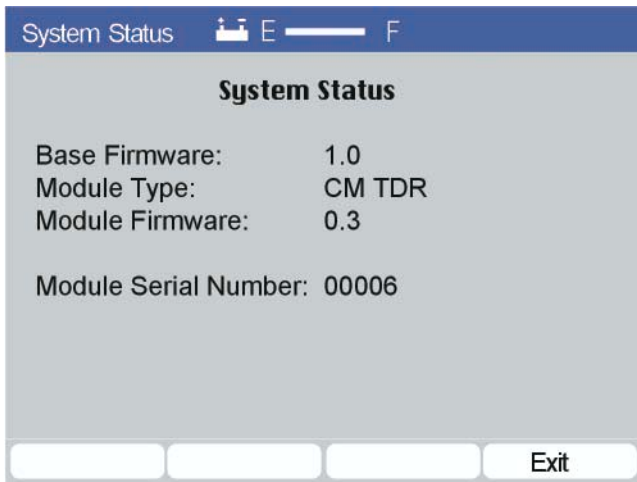 System Status E F
System Status
Base Firmware: 1.0
Module Type: CM TDR
Module Firmware: 0.3
Module Serial Number: 00006
Exit